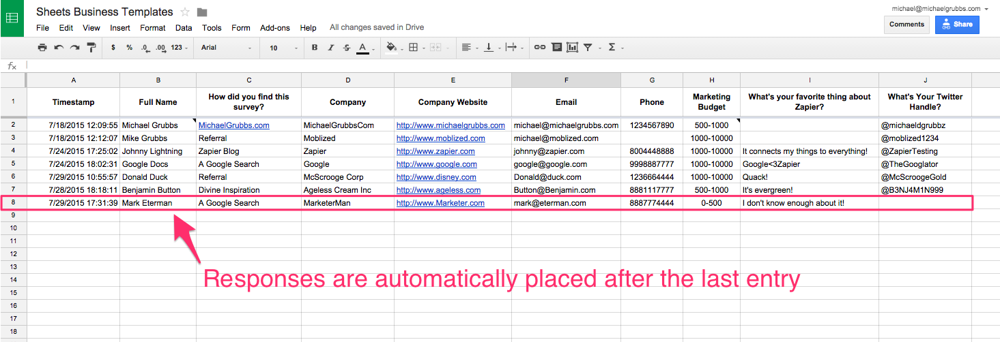 Sheets Business Templates
michael@michaelgrubbs.com
File Edit View Insert Format Data Tools Form Add-ons Help All changes saved in Drive
Comments Share
$ % .0 .00 123 Arial 10 B I S A Σ
fx
A B C D E F G H I J
1 Timestamp Full Name How did you find this survey? Company Company Website Email Phone Marketing Budget What's your favorite thing about Zapier? What's Your Twitter Handle?
2 7/18/2015 12:09:55 Michael Grubbs MichaelGrubbs.com MichaelGrubbsCom http://www.michaelgrubbs.com michael@michaelgrubbs.com 1234567890 500-1000 @michaeldgrubbz
3 7/18/2015 12:12:07 Mike Grubbs Referral Moblized http://www.moblized.com michael@moblized.com 1000-10000 @moblized1234
4 7/24/2015 17:25:02 Johnny Lightning Zapier Blog Zapier http://www.zapier.com johnny@zapier.com 8004448888 1000-10000 It connects my things to everything! @ZapierTesting
5 7/24/2015 18:02:31 Google Docs A Google Search Google http://www.google.com google@google.com 9998887777 1000-10000 Google<3Zapier @TheGooglator
6 7/29/2015 10:55:57 Donald Duck Referral McScrooge Corp http://www.disney.com Donald@duck.com 1236664444 1000-10000 Quack! @McScroogeGold
7 7/28/2015 18:18:11 Benjamin Button Divine Inspiration Ageless Cream Inc http://www.ageless.com Button@Benjamin.com 8881117777 500-1000 It's evergreen! @B3NJ4M1N999
8 7/29/2015 17:31:39 Mark Eterman A Google Search MarketerMan http://www.Marketer.com mark@eterman.com 8887774444 0-500 I don't know enough about it!
9
10
11
12
13
Responses are automatically placed after the last entry
14
15
16
17
18